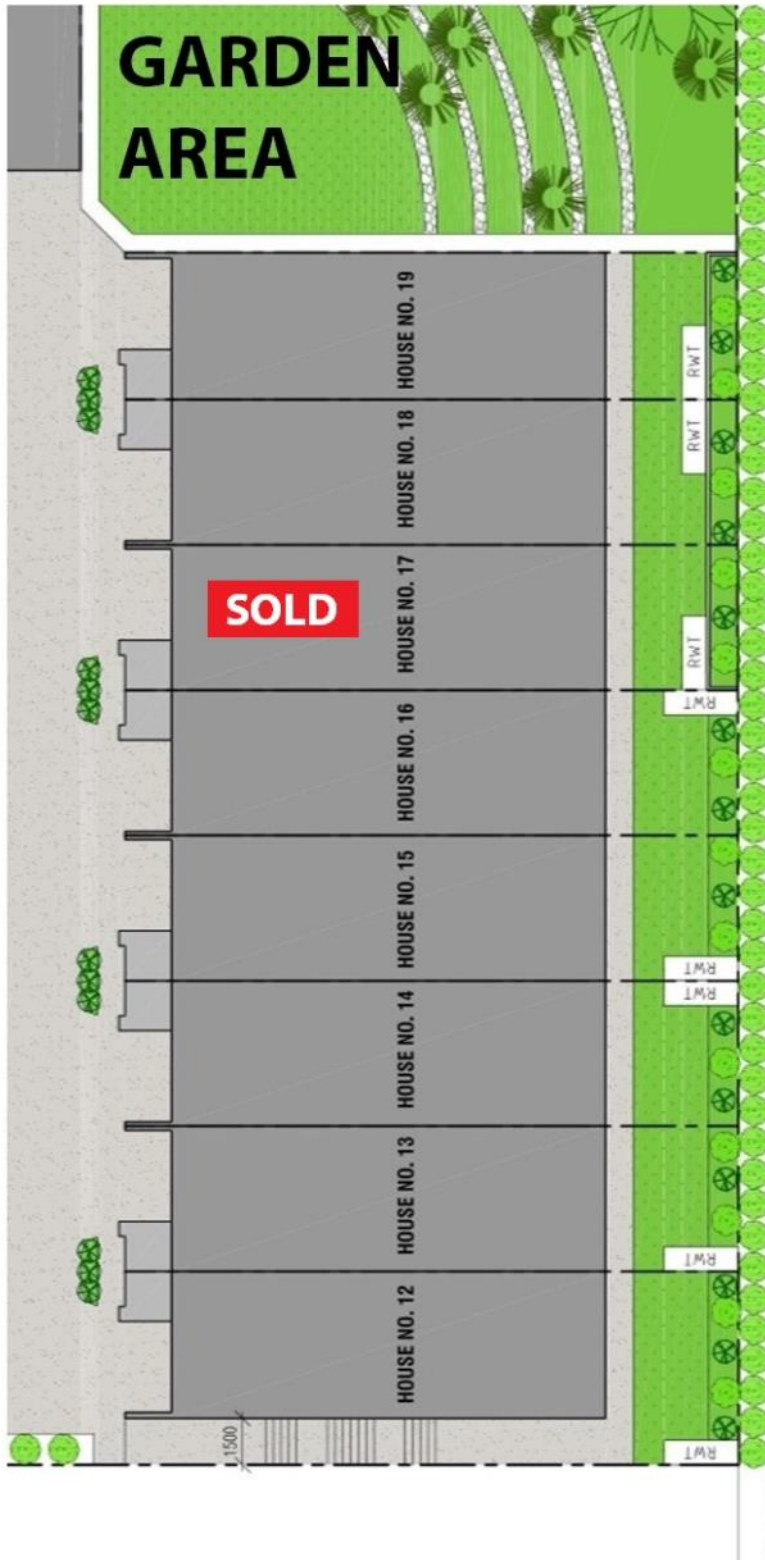 GARDEN
AREA
HOUSE NO. 19
RWT
HOUSE NO. 18
RWT
HOUSE NO. 17
SOLD
RWT
RWT
HOUSE NO. 16
HOUSE NO. 15
RWT
RWT
HOUSE NO. 14
HOUSE NO. 13
RWT
HOUSE NO. 12
1500
RWT